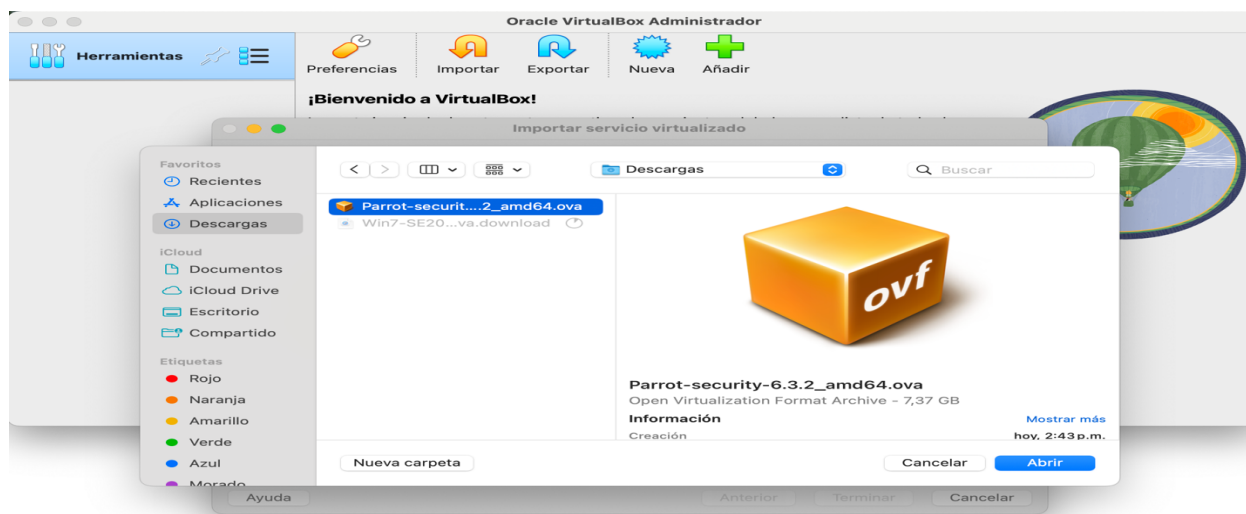 Oracle VirtualBox Administrador
Herramientas
Preferencias Importar Exportar Nueva Añadir
¡Bienvenido a VirtualBox!
Importar servicio virtualizado
Favoritos
Recientes
Aplicaciones
Descargas
iCloud
Documentos
iCloud Drive
Escritorio
Compartido
Etiquetas
Rojo
Naranja
Amarillo
Verde
Azul
Morado
Descargas
Buscar
Parrot-securit....2_amd64.ova
Win7-SE20...va.download
ovf
Parrot-security-6.3.2_amd64.ova
Open Virtualization Format Archive - 7,37 GB
Información Mostrar más
Creación hoy, 2:43 p.m.
Nueva carpeta Cancelar Abrir
Ayuda Anterior Terminar Cancelar